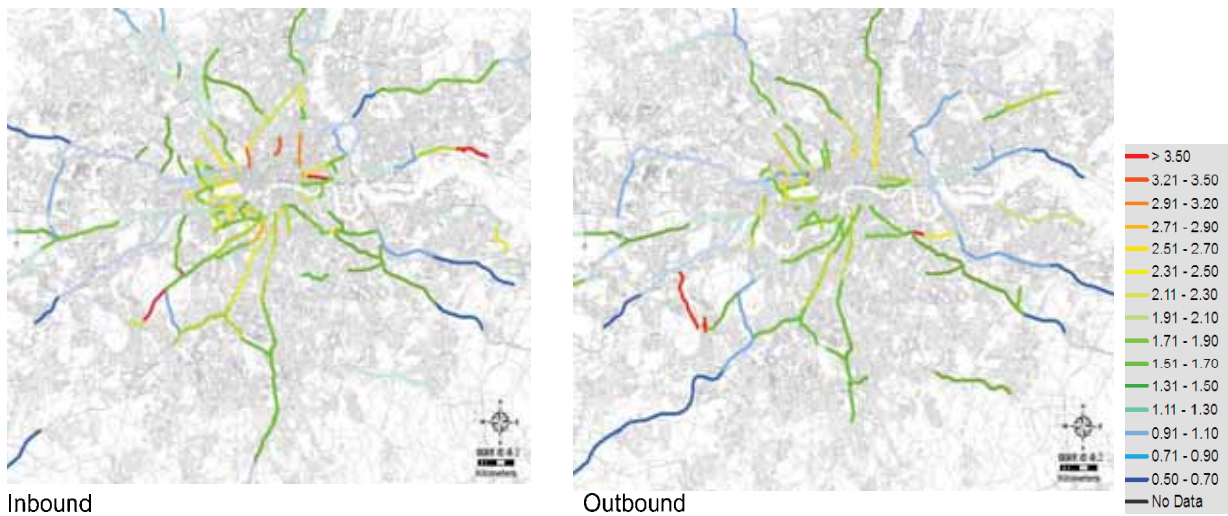 > 3.50
3.21 - 3.50
2.91 - 3.20
2.71 - 2.90
2.51 - 2.70
2.31 - 2.50
2.11 - 2.30
1.91 - 2.10
1.71 - 1.90
1.51 - 1.70
1.31 - 1.50
1.11 - 1.30
0.91 - 1.10
0.71 - 0.90
0.50 - 0.70
No Data
Kilometers
Kilometers
Inbound
Outbound